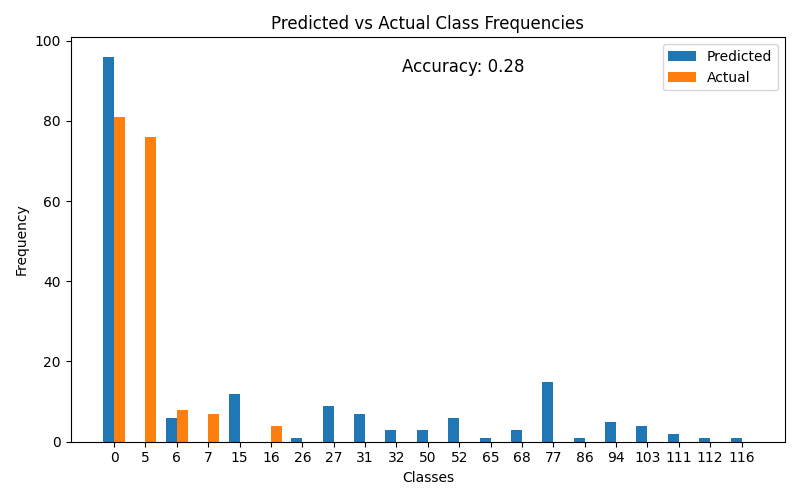 Predicted vs Actual Class Frequencies
Accuracy: 0.28
Predicted
Actual
Frequency
100
80
60
40
20
0
0 5 6 7 15 16 26 27 31 32 50 52 65 68 77 86 94 103 111 112 116
Classes